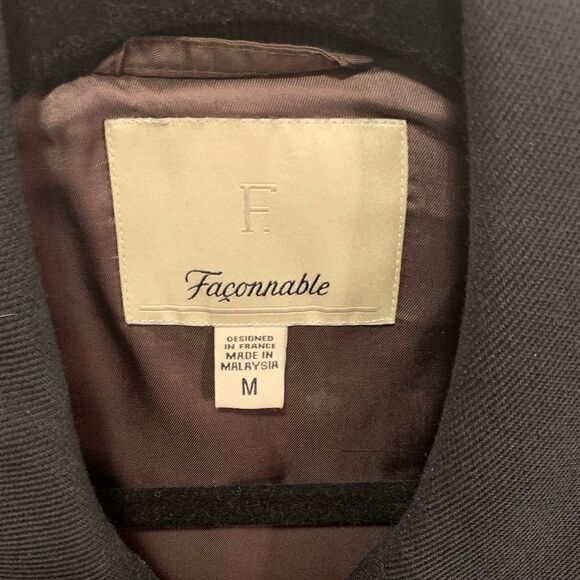 F.
Façonnable
DESIGNED
IN FRANCE
MADE IN
MALAYSIA
M